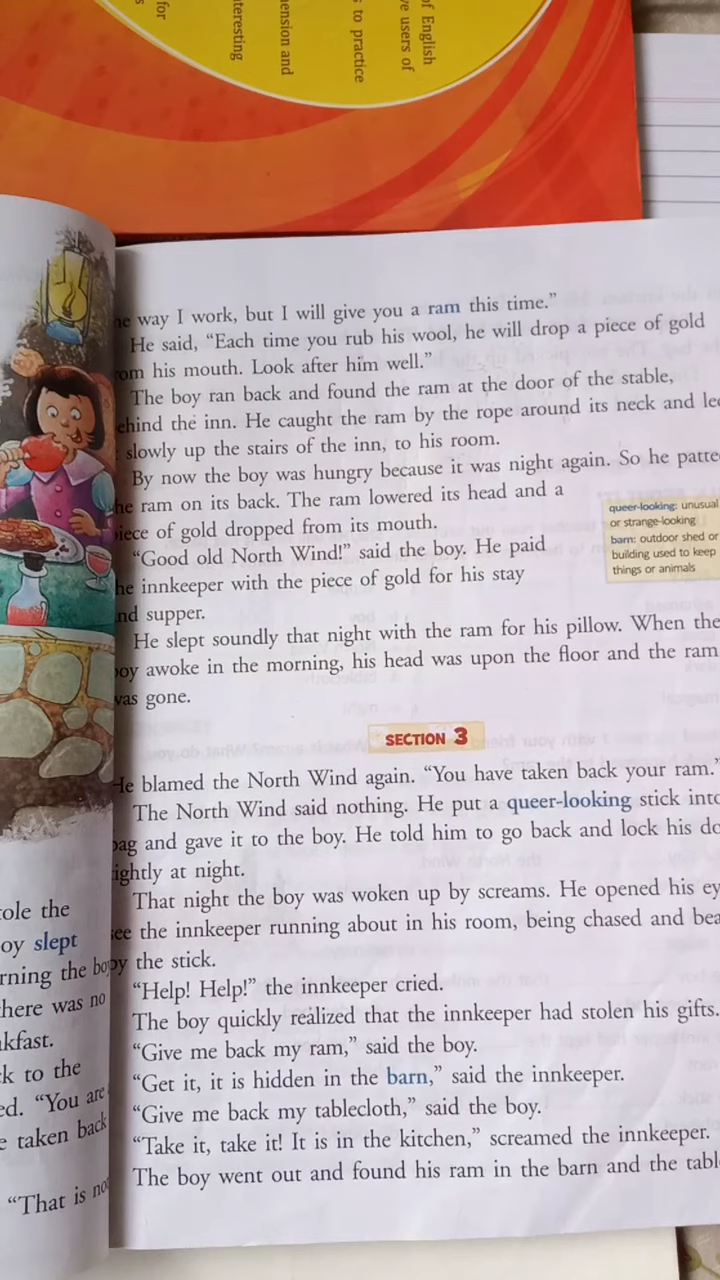 of English
users of
to practice
and
for
he way I work, but I will give you a ram this time.”
He said, “Each time you rub his wool, he will drop a piece of gold
om his mouth. Look after him well.”
The boy ran back and found the ram at the door of the stable,
ehind the inn. He caught the ram by the rope around its neck and le
slowly up the stairs of the inn, to his room.
By now the boy was hungry because it was night again. So he patte
he ram on its back. The ram lowered its head and a
iece of gold dropped from its mouth.
“Good old North Wind!” said the boy. He paid
he innkeeper with the piece of gold for his stay
nd supper.
queer-looking: unusual
or strange-looking
barn: outdoor shed or
building used to keep
things or animals
He slept soundly that night with the ram for his pillow. When the
oy awoke in the morning, his head was upon the floor and the ram
was gone.
SECTION 3
He blamed the North Wind again. “You have taken back your ram.”
The North Wind said nothing. He put a queer-looking stick into
bag and gave it to the boy. He told him to go back and lock his do
ightly at night.
That night the boy was woken up by screams. He opened his ey
see the innkeeper running about in his room, being chased and bea
by the stick.
“Help! Help!” the innkeeper cried.
The boy quickly realized that the innkeeper had stolen his gifts.
“Give me back my ram,” said the boy.
“Get it, it is hidden in the barn,” said the innkeeper.
“Give me back my tablecloth,” said the boy.
“Take it, take it! It is in the kitchen,” screamed the innkeeper.
The boy went out and found his ram in the barn and the tabl
tole the
oy slept
rning the boy
there was no
akfast.
k to the
ed. “You are
e taken back
“That is not